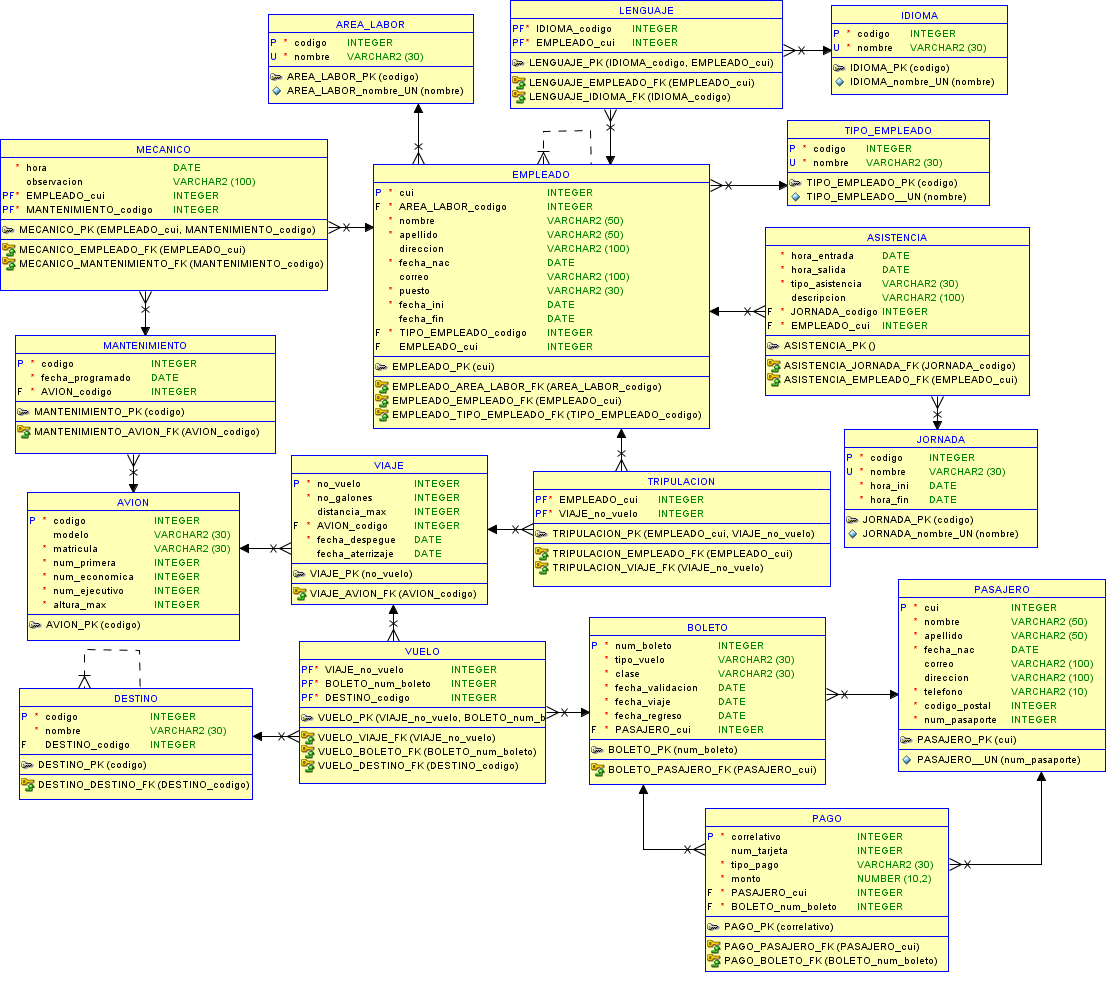 AREA_LABOR
P * codigo INTEGER
U * nombre VARCHAR2 (30)
AREA_LABOR_PK (codigo)
AREA_LABOR_nombre_UN (nombre)
LENGUAJE
PF* IDIOMA_codigo INTEGER
PF* EMPLEADO_cui INTEGER
LENGUAJE_PK (IDIOMA_codigo, EMPLEADO_cui)
LENGUAJE_EMPLEADO_FK (EMPLEADO_cui)
LENGUAJE_IDIOMA_FK (IDIOMA_codigo)
IDIOMA
P * codigo INTEGER
U * nombre VARCHAR2 (30)
IDIOMA_PK (codigo)
IDIOMA_nombre_UN (nombre)
TIPO_EMPLEADO
P * codigo INTEGER
U * nombre VARCHAR2 (30)
TIPO_EMPLEADO_PK (codigo)
TIPO_EMPLEADO__UN (nombre)
MECANICO
* hora DATE
observacion VARCHAR2 (100)
PF* EMPLEADO_cui INTEGER
PF* MANTENIMIENTO_codigo INTEGER
MECANICO_PK (EMPLEADO_cui, MANTENIMIENTO_codigo)
MECANICO_EMPLEADO_FK (EMPLEADO_cui)
MECANICO_MANTENIMIENTO_FK (MANTENIMIENTO_codigo)
EMPLEADO
P * cui INTEGER
F * AREA_LABOR_codigo INTEGER
* nombre VARCHAR2 (50)
* apellido VARCHAR2 (50)
direccion VARCHAR2 (100)
* fecha_nac DATE
correo VARCHAR2 (100)
* puesto VARCHAR2 (30)
* fecha_ini DATE
fecha_fin DATE
F * TIPO_EMPLEADO_codigo INTEGER
F EMPLEADO_cui INTEGER
EMPLEADO_PK (cui)
EMPLEADO_AREA_LABOR_FK (AREA_LABOR_codigo)
EMPLEADO_EMPLEADO_FK (EMPLEADO_cui)
EMPLEADO_TIPO_EMPLEADO_FK (TIPO_EMPLEADO_codigo)
ASISTENCIA
* hora_entrada DATE
* hora_salida DATE
* tipo_asistencia VARCHAR2 (30)
descripcion VARCHAR2 (100)
F * JORNADA_codigo INTEGER
F * EMPLEADO_cui INTEGER
ASISTENCIA_PK ()
ASISTENCIA_JORNADA_FK (JORNADA_codigo)
ASISTENCIA_EMPLEADO_FK (EMPLEADO_cui)
MANTENIMIENTO
P * codigo INTEGER
* fecha_programado DATE
F * AVION_codigo INTEGER
MANTENIMIENTO_PK (codigo)
MANTENIMIENTO_AVION_FK (AVION_codigo)
JORNADA
P * codigo INTEGER
U * nombre VARCHAR2 (30)
* hora_ini DATE
* hora_fin DATE
JORNADA_PK (codigo)
JORNADA_nombre_UN (nombre)
VIAJE
P * no_vuelo INTEGER
* no_galones INTEGER
distancia_max INTEGER
F * AVION_codigo INTEGER
* fecha_despegue DATE
fecha_aterrizaje DATE
VIAJE_PK (no_vuelo)
VIAJE_AVION_FK (AVION_codigo)
TRIPULACION
PF* EMPLEADO_cui INTEGER
PF* VIAJE_no_vuelo INTEGER
TRIPULACION_PK (EMPLEADO_cui, VIAJE_no_vuelo)
TRIPULACION_EMPLEADO_FK (EMPLEADO_cui)
TRIPULACION_VIAJE_FK (VIAJE_no_vuelo)
AVION
P * codigo INTEGER
modelo VARCHAR2 (30)
* matricula VARCHAR2 (30)
* num_primera INTEGER
* num_economica INTEGER
* num_ejecutivo INTEGER
* altura_max INTEGER
AVION_PK (codigo)
PASAJERO
P * cui INTEGER
* nombre VARCHAR2 (50)
* apellido VARCHAR2 (50)
* fecha_nac DATE
correo VARCHAR2 (100)
direccion VARCHAR2 (100)
* telefono VARCHAR2 (10)
* codigo_postal INTEGER
* num_pasaporte INTEGER
PASAJERO_PK (cui)
PASAJERO__UN (num_pasaporte)
BOLETO
P * num_boleto INTEGER
* tipo_vuelo VARCHAR2 (30)
* clase VARCHAR2 (30)
* fecha_validacion DATE
* fecha_viaje DATE
* fecha_regreso DATE
F * PASAJERO_cui INTEGER
BOLETO_PK (num_boleto)
BOLETO_PASAJERO_FK (PASAJERO_cui)
VUELO
PF* VIAJE_no_vuelo INTEGER
PF* BOLETO_num_boleto INTEGER
PF* DESTINO_codigo INTEGER
VUELO_PK (VIAJE_no_vuelo, BOLETO_num_b
VUELO_VIAJE_FK (VIAJE_no_vuelo)
VUELO_BOLETO_FK (BOLETO_num_boleto)
VUELO_DESTINO_FK (DESTINO_codigo)
DESTINO
P * codigo INTEGER
* nombre VARCHAR2 (30)
F DESTINO_codigo INTEGER
DESTINO_PK (codigo)
DESTINO_DESTINO_FK (DESTINO_codigo)
PAGO
P * correlativo INTEGER
num_tarjeta INTEGER
* tipo_pago VARCHAR2 (30)
* monto NUMBER (10,2)
F * PASAJERO_cui INTEGER
F * BOLETO_num_boleto INTEGER
PAGO_PK (correlativo)
PAGO_PASAJERO_FK (PASAJERO_cui)
PAGO_BOLETO_FK (BOLETO_num_boleto)